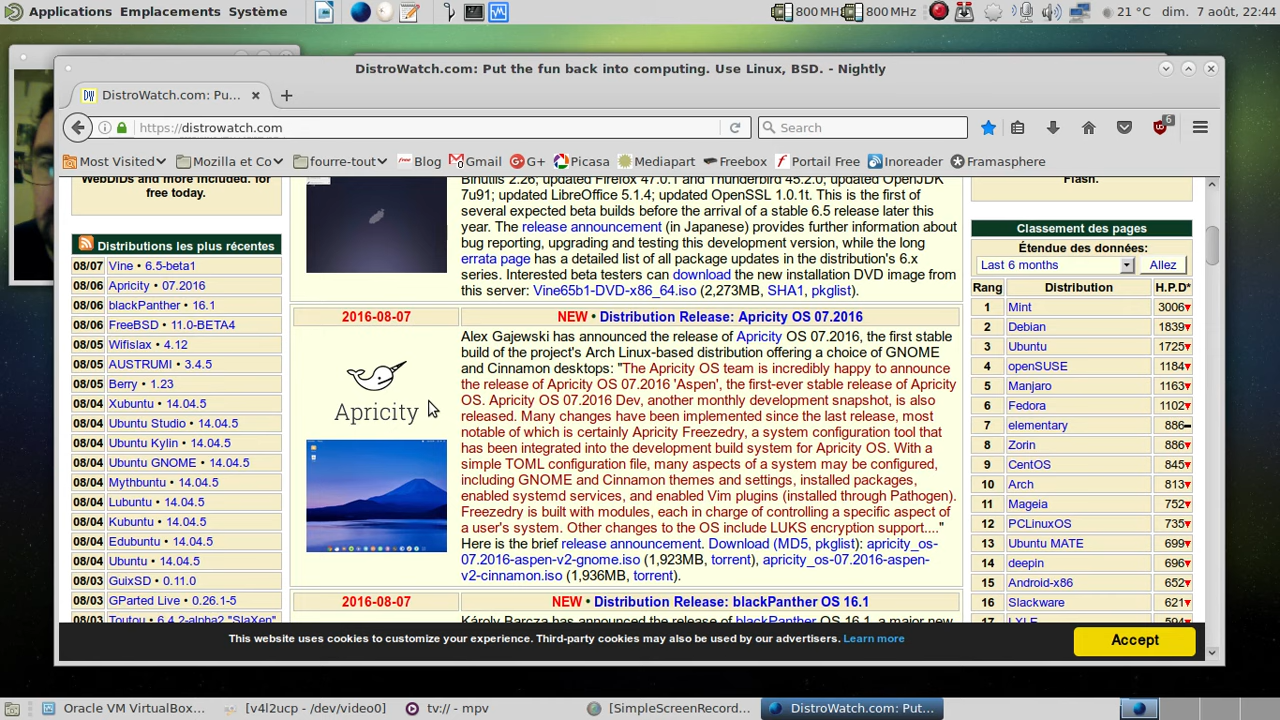 Applications Emplacements Système
800 MH 800 MHz 21 °C dim. 7 août, 22:44
DistroWatch.com: Put the fun back into computing. Use Linux, BSD. - Nightly
DW DistroWatch.com: Pu...
https://distrowatch.com
Search
6
Most Visited Mozilla et Co fourre-tout Blog Gmail G+ Picasa Mediapart Freebox Portail Free Inoreader Framasphere
WebDIDs and more included. for
free today.
Distributions les plus récentes
08/07 Vine • 6.5-beta1
08/06 Apricity • 07.2016
08/06 blackPanther • 16.1
08/06 FreeBSD • 11.0-BETA4
08/06 Wifislax • 4.12
08/05 AUSTRUMI • 3.4.5
08/05 Berry • 1.23
08/04 Xubuntu • 14.04.5
08/04 Ubuntu Studio • 14.04.5
08/04 Ubuntu Kylin • 14.04.5
08/04 Ubuntu GNOME • 14.04.5
08/04 Mythbuntu • 14.04.5
08/04 Lubuntu • 14.04.5
08/04 Kubuntu • 14.04.5
08/04 Edubuntu • 14.04.5
08/04 Ubuntu • 14.04.5
08/03 GuixSD • 0.11.0
08/03 GParted Live • 0.26.1-5
08/03 Toutou • 6.4.2-alpha2 "SlaXen"
Binutils 2.26; updated Firefox 47.0.1 and Thunderbird 45.2.0; updated OpenJDK
7u91; updated LibreOffice 5.1.4; updated OpenSSL 1.0.1t. This is the first of
several expected beta builds before the arrival of a stable 6.5 release later this
year. The release announcement (in Japanese) provides further information about
bug reporting, upgrading and testing this development version, while the long
errata page has a detailed list of all package updates in the distribution's 6.x
series. Interested beta testers can download the new installation DVD image from
this server: Vine65b1-DVD-x86_64.iso (2,273MB, SHA1, pkglist).
2016-08-07 NEW • Distribution Release: Apricity OS 07.2016
Apricity
Alex Gajewski has announced the release of Apricity OS 07.2016, the first stable
build of the project's Arch Linux-based distribution offering a choice of GNOME
and Cinnamon desktops: "The Apricity OS team is incredibly happy to announce
the release of Apricity OS 07.2016 'Aspen', the first-ever stable release of Apricity
OS. Apricity OS 07.2016 Dev, another monthly development snapshot, is also
released. Many changes have been implemented since the last release, most
notable of which is certainly Apricity Freezedry, a system configuration tool that
has been integrated into the development build system for Apricity OS. With a
simple TOML configuration file, many aspects of a system may be configured,
including GNOME and Cinnamon themes and settings, installed packages,
enabled systemd services, and enabled Vim plugins (installed through Pathogen).
Freezedry is built with modules, each in charge of controlling a specific aspect of
a user's system. Other changes to the OS include LUKS encryption support...."
Here is the brief release announcement. Download (MD5, pkglist): apricity_os-
07.2016-aspen-v2-gnome.iso (1,923MB, torrent), apricity_os-07.2016-aspen-
v2-cinnamon.iso (1,936MB, torrent).
2016-08-07 NEW • Distribution Release: blackPanther OS 16.1
Károly Barcza has announced the release of blackPanther OS 16.1, a major new
Flash.
Classement des pages
Étendue des données:
Last 6 months Allez
Rang Distribution H.P.D*
1 Mint 3006
2 Debian 1839
3 Ubuntu 1725
4 openSUSE 1184
5 Manjaro 1163
6 Fedora 1102
7 elementary 886
8 Zorin 886
9 CentOS 845
10 Arch 813
11 Mageia 752
12 PCLinuxOS 735
13 Ubuntu MATE 699
14 deepin 696
15 Android-x86 652
16 Slackware 621
17 LXLE 594
This website uses cookies to customize your experience. Third-party cookies may also be used by our advertisers. Learn more
Accept
Oracle VM VirtualBox... [v4l2ucp - /dev/video0] tv:// - mpv [SimpleScreenRecord... DistroWatch.com: Put...